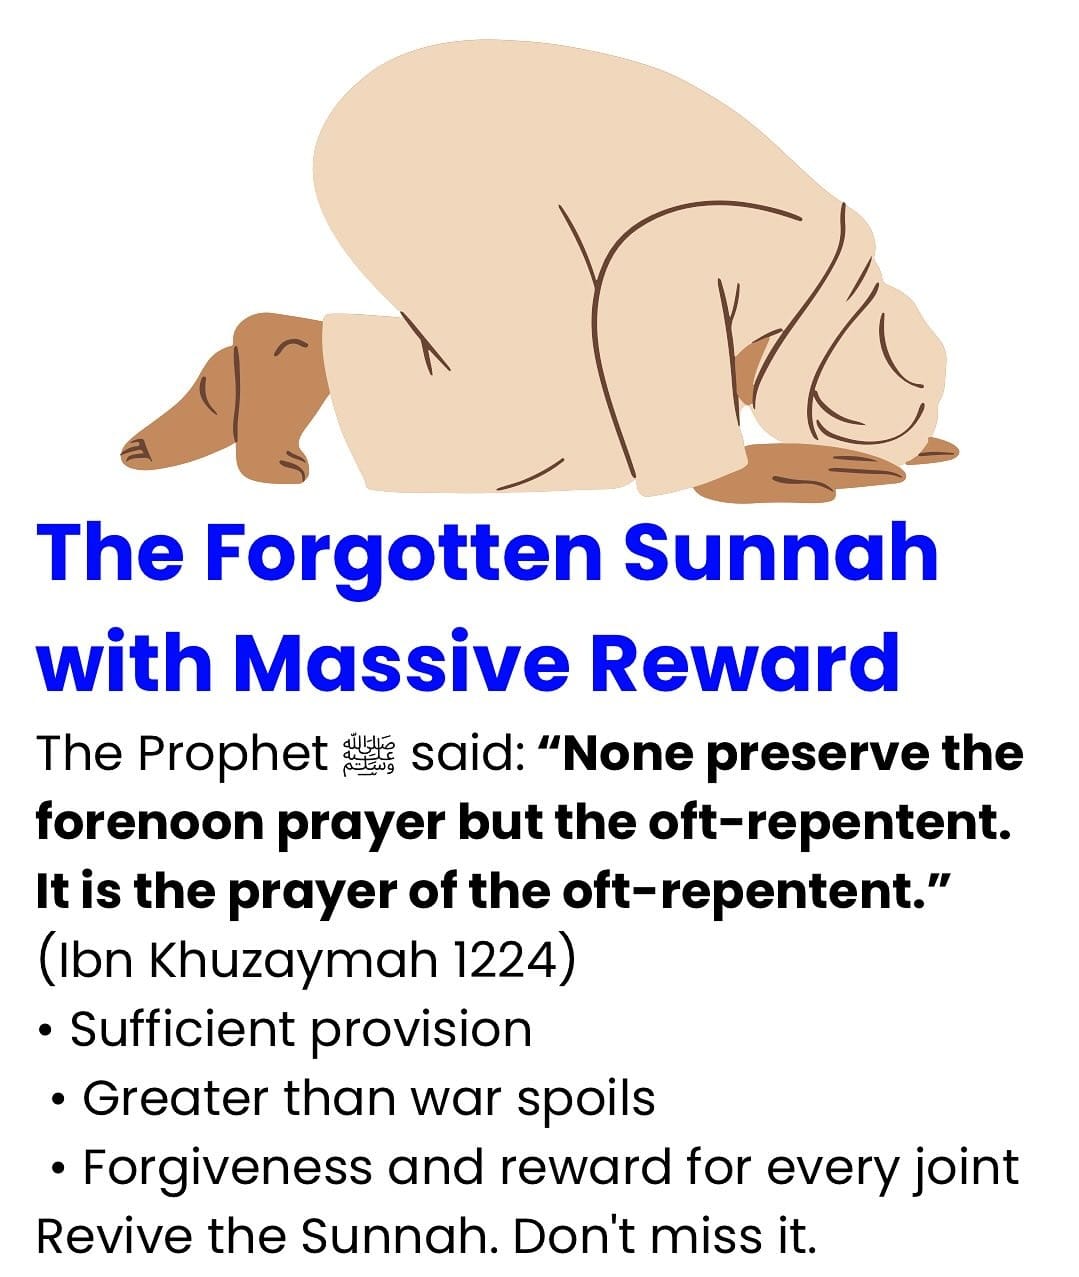 The Forgotten Sunnah
with Massive Reward
The Prophet ﷺ said: “None preserve the
forenoon prayer but the oft-repentent.
It is the prayer of the oft-repentent.”
(Ibn Khuzaymah 1224)
• Sufficient provision
• Greater than war spoils
• Forgiveness and reward for every joint
Revive the Sunnah. Don't miss it.